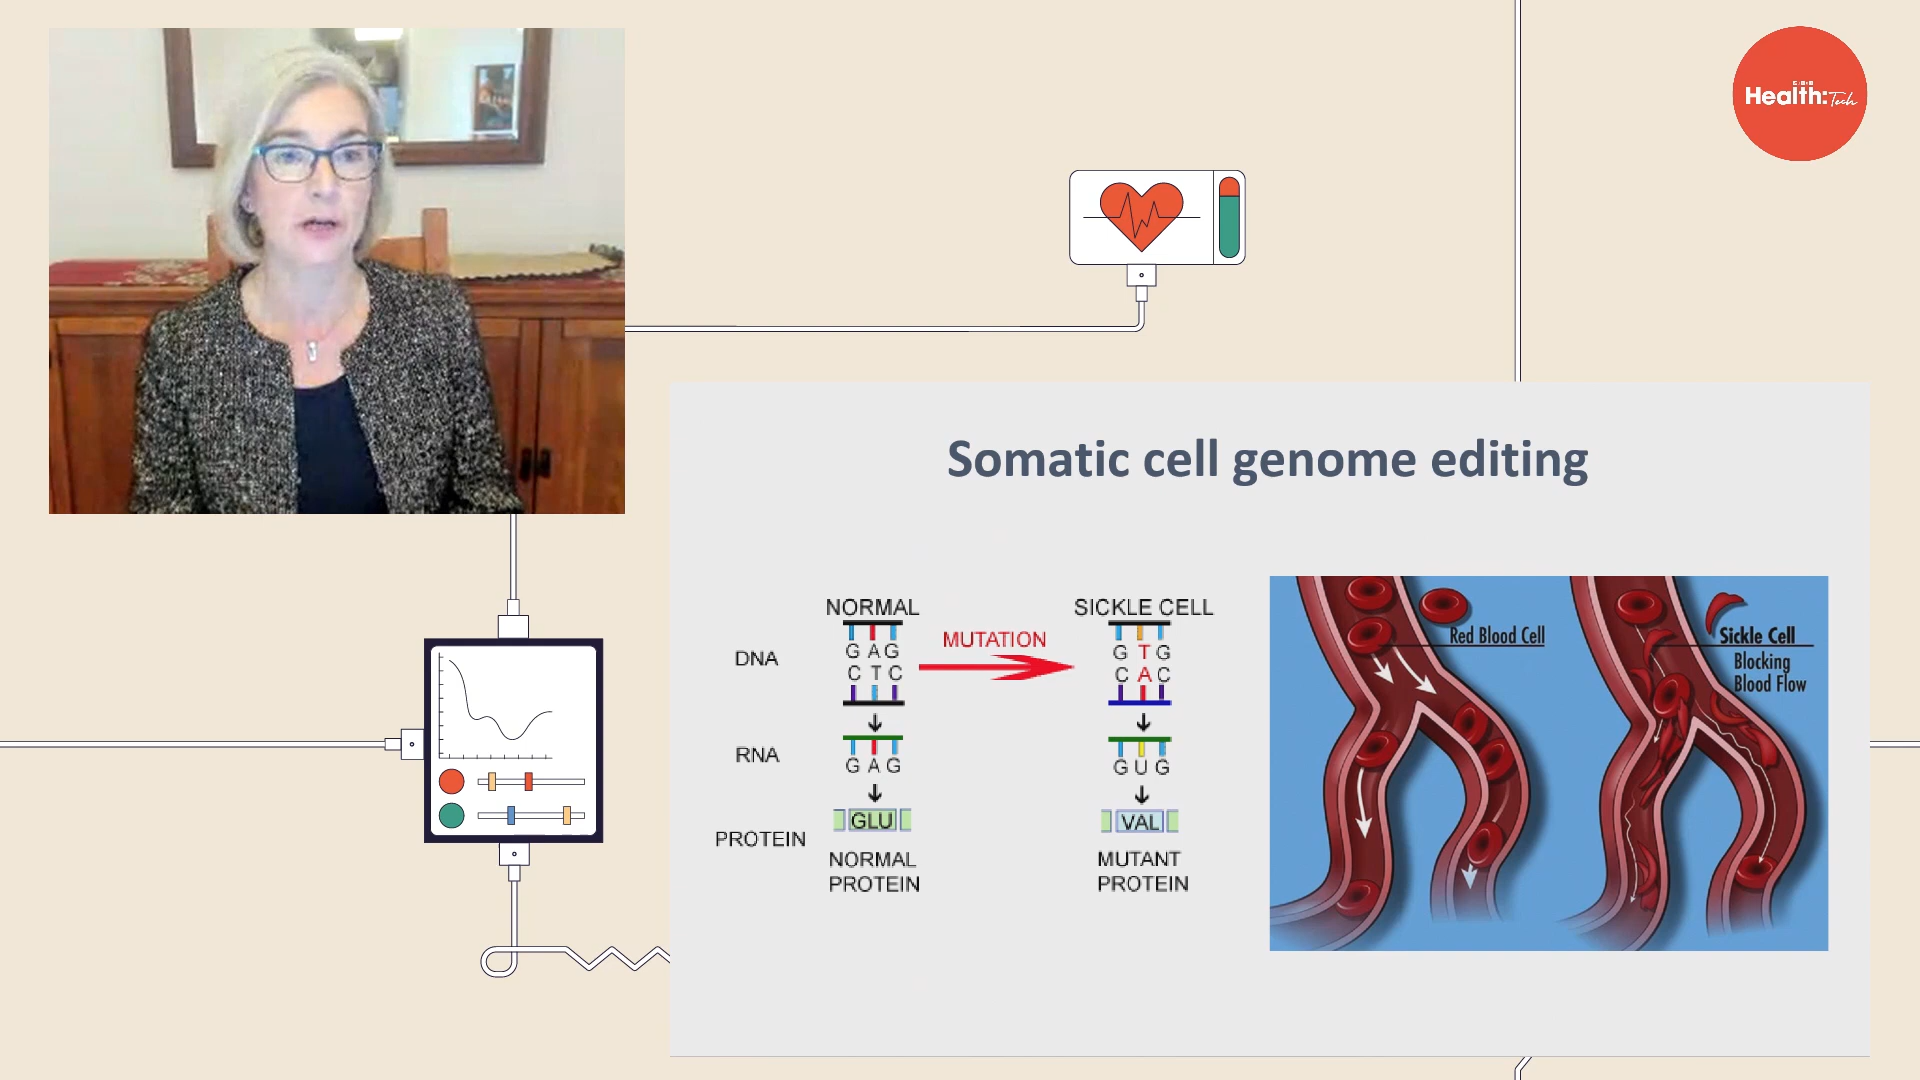 Health:Tech
Somatic cell genome editing
NORMAL
SICKLE CELL
MUTATION
DNA
G A G
C T C
T G
G
C A C
RNA
G A G
G U G
PROTEIN
GLU
VAL
NORMAL
PROTEIN
MUTANT
PROTEIN
Red Blood Cell
Sickle Cell
Blocking
Blood Flow